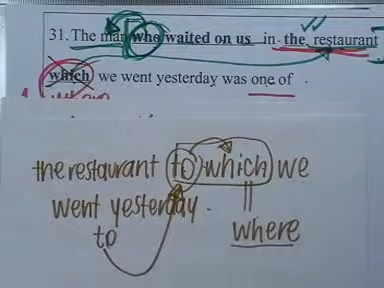 31. The man who waited on us in the restaurant
which we went yesterday was one of
the restaurant to which we
went yesterday.
to
where